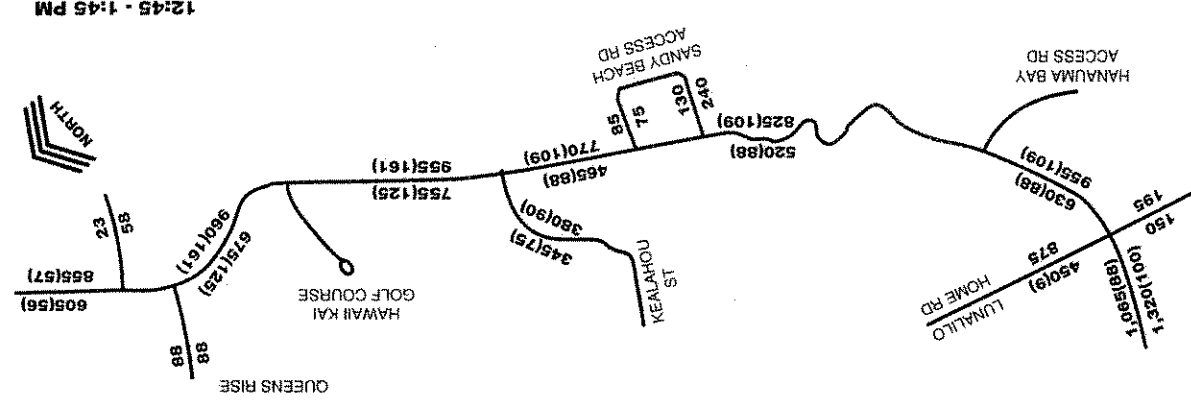 12:45 - 1:45 PM
NORTH
HANAUMA BAY
ACCESS RD
SANDY BEACH
ACCESS RD
195
150
955(109)
630(88)
825(109)
520(88)
240
130
75
85
770(109)
465(88)
955(161)
755(125)
960(161)
675(125)
58
23
855(57)
605(56)
875
450(9)
LUNALILO
HOME RD
1,320(100)
1,065(88)
380(90)
345(75)
KEALAHOU
ST
HAWAII KAI
GOLF COURSE
88
88
QUEENS RISE